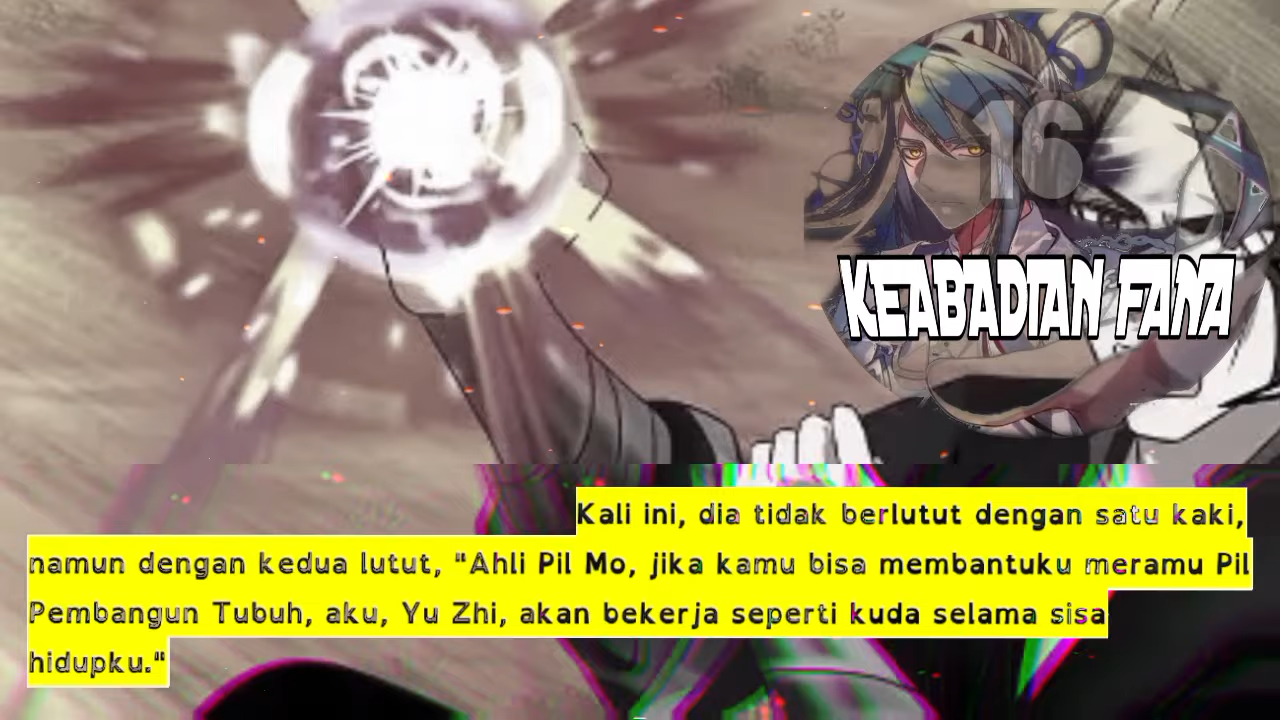 16
KEABADIAN FANA
Kali ini, dia tidak berlutut dengan satu kaki,
namun dengan kedua lutut, "Ahli Pil Mo, jika kamu bisa membantuku meramu Pil
Pembangun Tubuh, aku, Yu Zhi, akan bekerja seperti kuda selama sisa
hidupku."